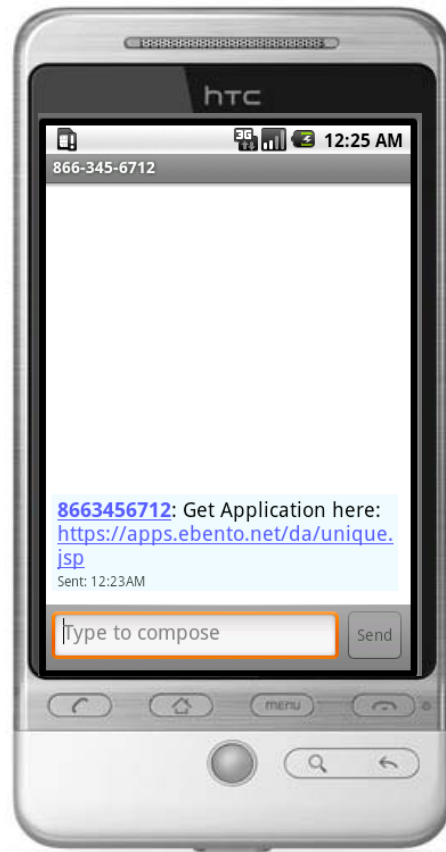 hTC
3G
12:25 AM
866-345-6712
8663456712: Get Application here:
https://apps.ebento.net/da/unique.
jsp
Sent: 12:23AM
Type to compose
Send
menu